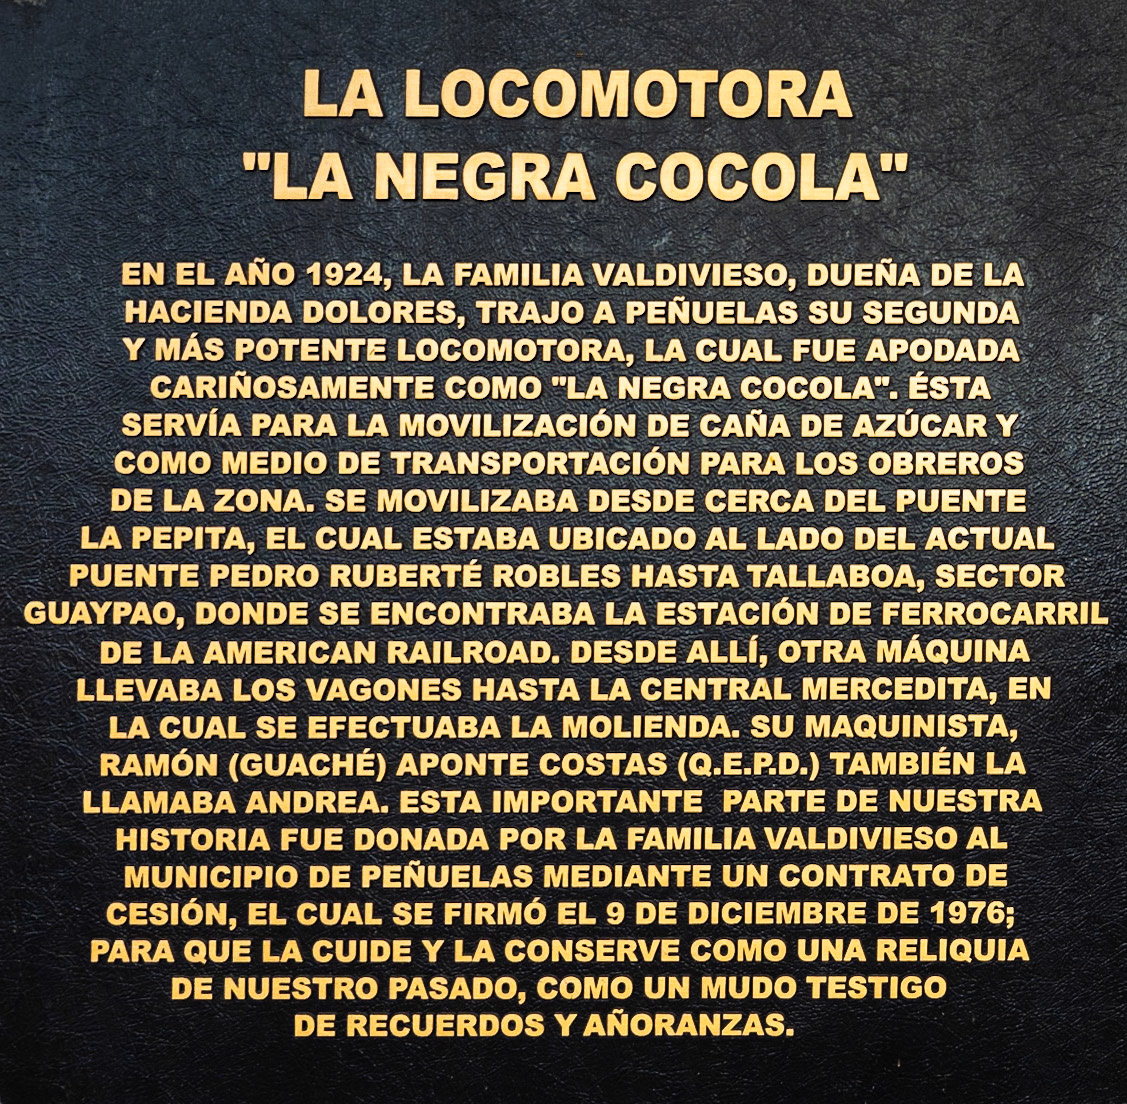 LA LOCOMOTORA
"LA NEGRA COCOLA"
EN EL AÑO 1924, LA FAMILIA VALDIVIESO, DUEÑA DE LA
HACIENDA DOLORES, TRAJO A PEÑUELAS SU SEGUNDA
Y MÁS POTENTE LOCOMOTORA, LA CUAL FUE APODADA
CARIÑOSAMENTE COMO "LA NEGRA COCOLA". ÉSTA
SERVÍA PARA LA MOVILIZACIÓN DE CAÑA DE AZÚCAR Y
COMO MEDIO DE TRANSPORTACIÓN PARA LOS OBREROS
DE LA ZONA. SE MOVILIZABA DESDE CERCA DEL PUENTE
LA PEPITA, EL CUAL ESTABA UBICADO AL LADO DEL ACTUAL
PUENTE PEDRO RUBERTÉ ROBLES HASTA TALLABOA, SECTOR
GUAYPAO, DONDE SE ENCONTRABA LA ESTACIÓN DE FERROCARRIL
DE LA AMERICAN RAILROAD. DESDE ALLÍ, OTRA MÁQUINA
LLEVABA LOS VAGONES HASTA LA CENTRAL MERCEDITA, EN
LA CUAL SE EFECTUABA LA MOLIENDA. SU MAQUINISTA,
RAMÓN (GUACHÉ) APONTE COSTAS (Q.E.P.D.) TAMBIÉN LA
LLAMABA ANDREA. ESTA IMPORTANTE PARTE DE NUESTRA
HISTORIA FUE DONADA POR LA FAMILIA VALDIVIESO AL
MUNICIPIO DE PEÑUELAS MEDIANTE UN CONTRATO DE
CESIÓN, EL CUAL SE FIRMÓ EL 9 DE DICIEMBRE DE 1976;
PARA QUE LA CUIDE Y LA CONSERVE COMO UNA RELIQUIA
DE NUESTRO PASADO, COMO UN MUDO TESTIGO
DE RECUERDOS Y AÑORANZAS.